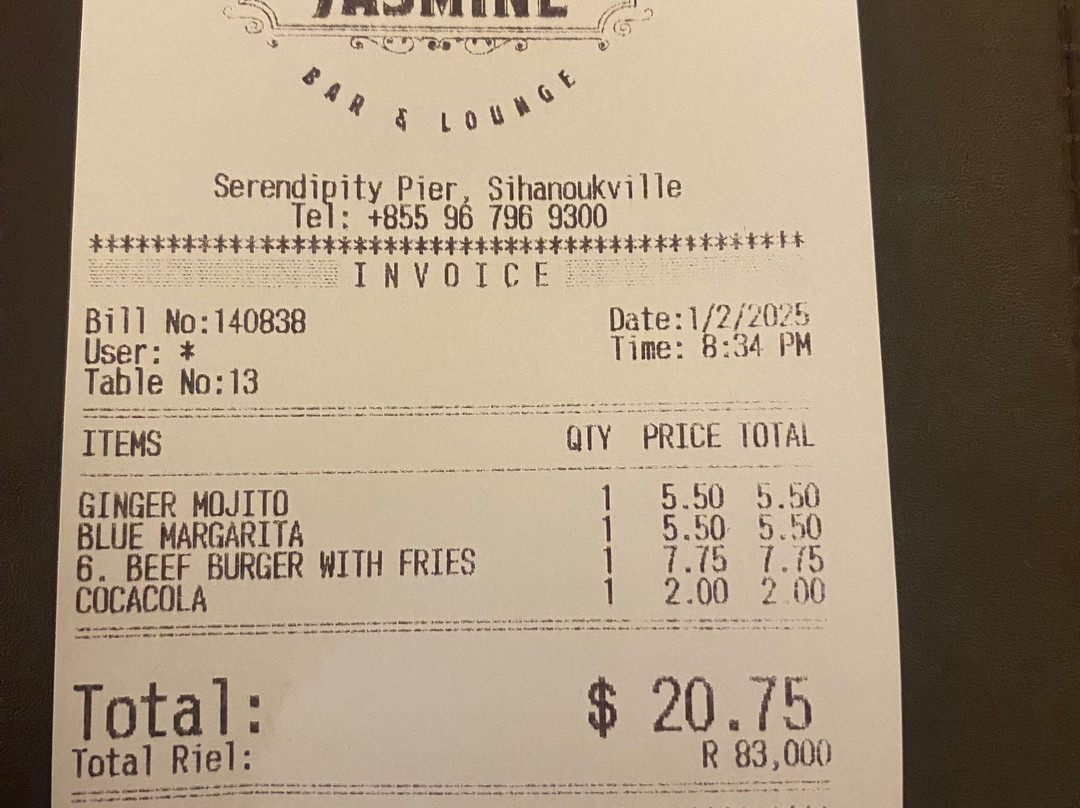 JASMINE
BAR & LOUNGE
Serendipity Pier, Sihanoukville
Tel: +855 96 796 9300
**********************************************
INVOICE
Bill No:140838 Date:1/2/2025
User: * Time: 8:34 PM
Table No:13
ITEMS QTY PRICE TOTAL
GINGER MOJITO 1 5.50 5.50
BLUE MARGARITA 1 5.50 5.50
6. BEEF BURGER WITH FRIES 1 7.75 7.75
COCACOLA 1 2.00 2.00
Total: $ 20.75
Total Riel: R 83,000